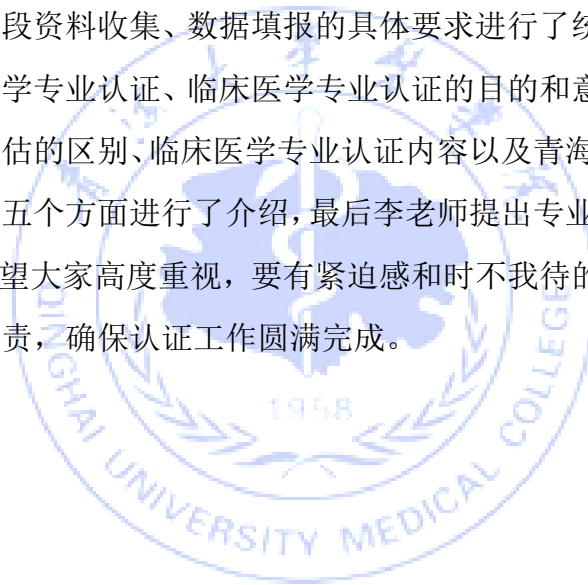 段资料收集、数据填报的具体要求进行了
学专业认证、临床医学专业认证的目的和意
估的区别、临床医学专业认证内容以及青海
五个方面进行了介绍，最后李老师提出专业
望大家高度重视，要有紧迫感和时不我待的
责，确保认证工作圆满完成。
1958
QINGHAI UNIVERSITY MEDICAL COLLEGE